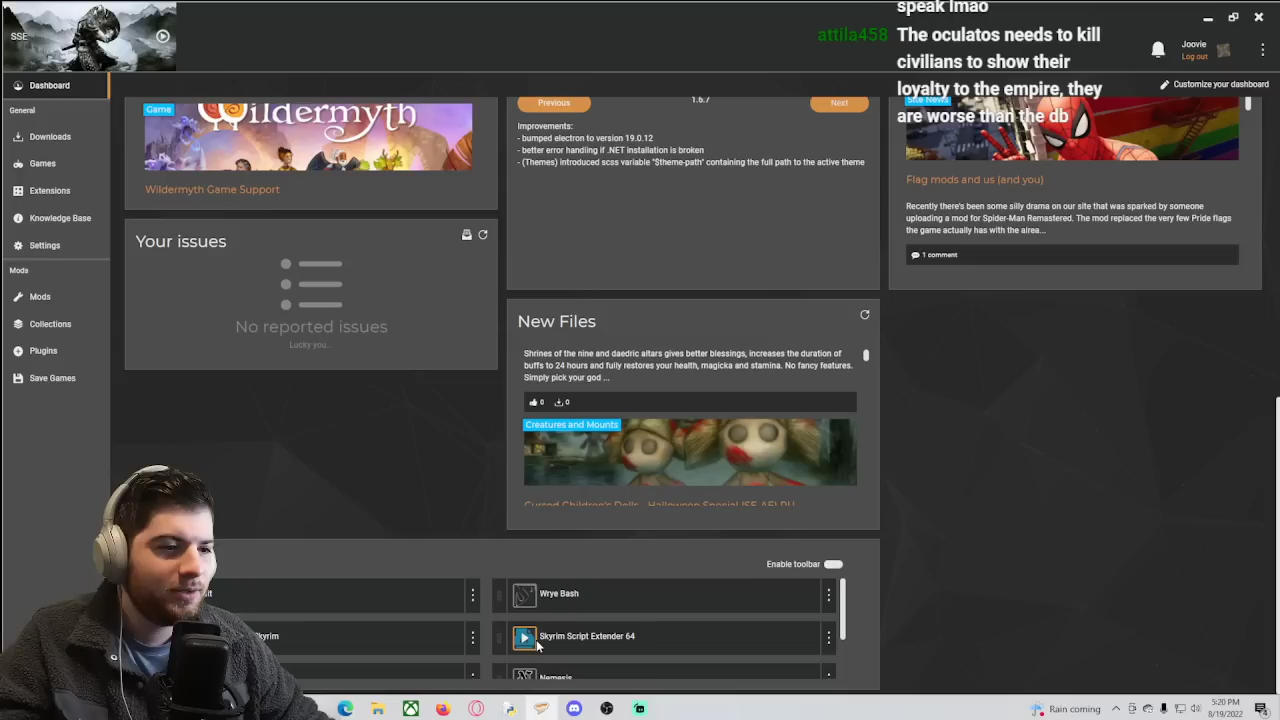 speak lmao
SSE
attila458
The oculatos needs to kill
civilians to show their
loyalty to the empire, they
are worse than the db
Joovie
Log out
Dashboard
Customize your dashboard
General
Downloads
Games
Extensions
Knowledge Base
Settings
Mods
Mods
Collections
Plugins
Save Games
Game
Wildermyth
Wildermyth Game Support
Your issues
No reported issues
Lucky you...
Previous
1.6.7
Next
Improvements:
- bumped electron to version 19.0.12
- better error handling if .NET installation is broken
- (Themes) introduced scss variable "$theme-path" containing the full path to the active theme
Site News
Flag mods and us (and you)
Recently there's been some silly drama on our site that was sparked by someone
uploading a mod for Spider-Man Remastered. The mod replaced the very few Pride flags
the game actually has with the alrea...
1 comment
New Files
Shrines of the nine and daedric altars gives better blessings, increases the duration of
buffs to 24 hours and fully restores your health, magicka and stamina. No fancy features.
Simply pick your god ...
0 0
Creatures and Mounts
Cursed Children's Dolls - Halloween Special (SE-AE)
Enable toolbar
Wrye Bash
Skyrim Script Extender 64
Nemesis
Rain coming
5:20 PM
8/19/2022